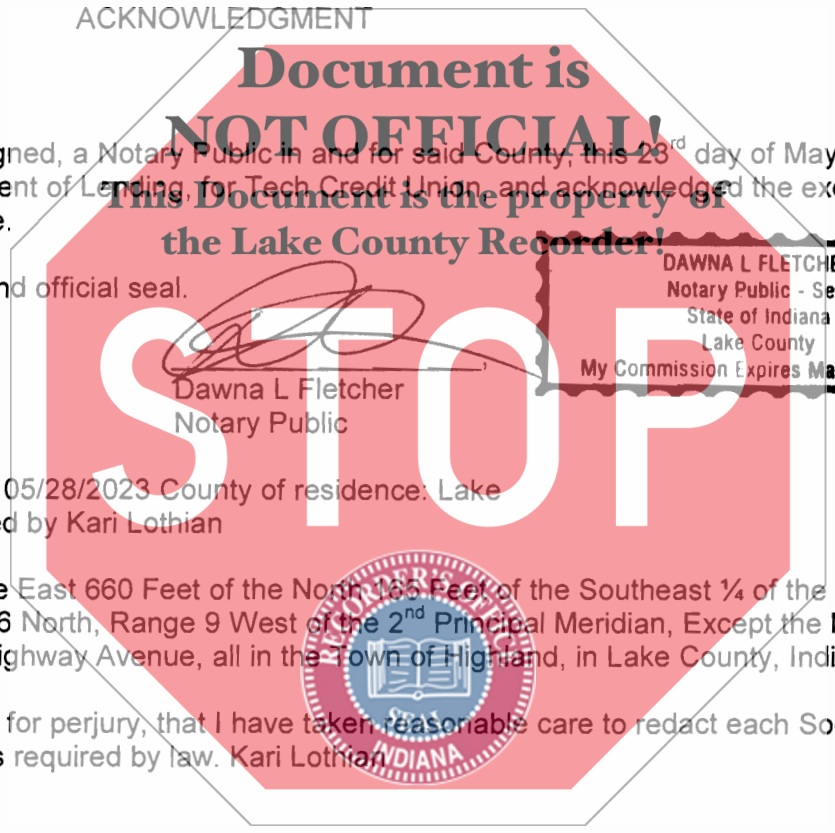 ACKNOWLEDGMENT
Document is
NOT OFFICIAL!
gned, a Notary Public in and for said County, this 23rd day of May
ent of Lending, for Tech Credit Union, and acknowledged the exe
This Document is the property of
e.
the Lake County Recorder!
nd official seal.
DAWNA L FLETCHE
Notary Public - Se
State of Indiana
Lake County
My Commission Expires Ma
STOP
Dawna L Fletcher
Notary Public
05/28/2023 County of residence: Lake
ed by Kari Lothian
e East 660 Feet of the North 165 Feet of the Southeast ¼ of the
6 North, Range 9 West of the 2nd Principal Meridian, Except the
ighway Avenue, all in the Town of Highland, in Lake County, Indi
RECORDER'S OFFICE
SEAL
INDIANA
for perjury, that I have taken reasonable care to redact each So
s required by law. Kari Lothian